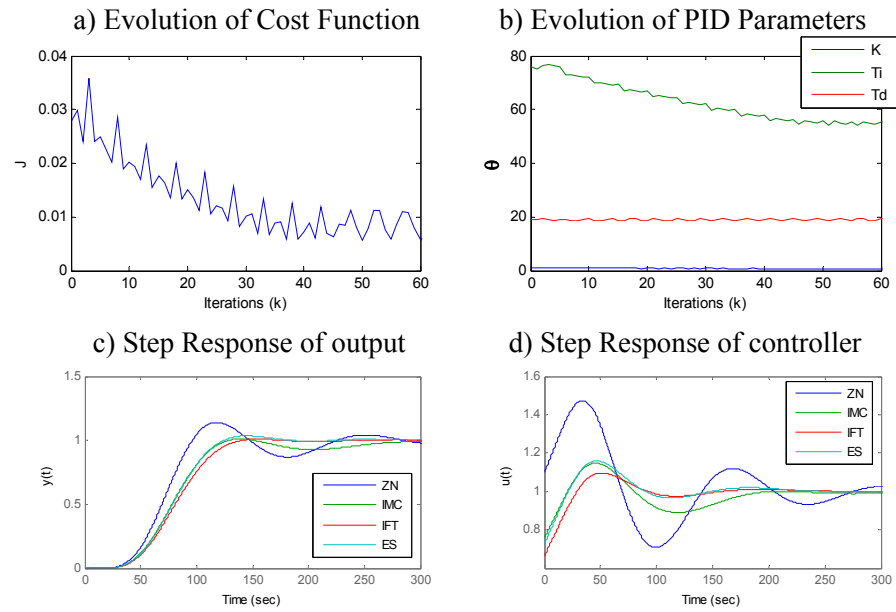 a) Evolution of Cost Function
0.04
0.03
0.02
0.01
0
J
0 10 20 30 40 50 60
Iterations (k)
b) Evolution of PID Parameters
80
60
40
20
0
θ
0 10 20 30 40 50 60
Iterations (k)
K
Ti
Td
c) Step Response of output
1.5
1
0.5
0
y(t)
0 50 100 150 200 250 300
Time (sec)
ZN
IMC
IFT
ES
d) Step Response of controller
1.6
1.4
1.2
1.0
0.8
u(t)
0 50 100 150 200 250 300
Time (sec)
ZN
IMC
IFT
ES